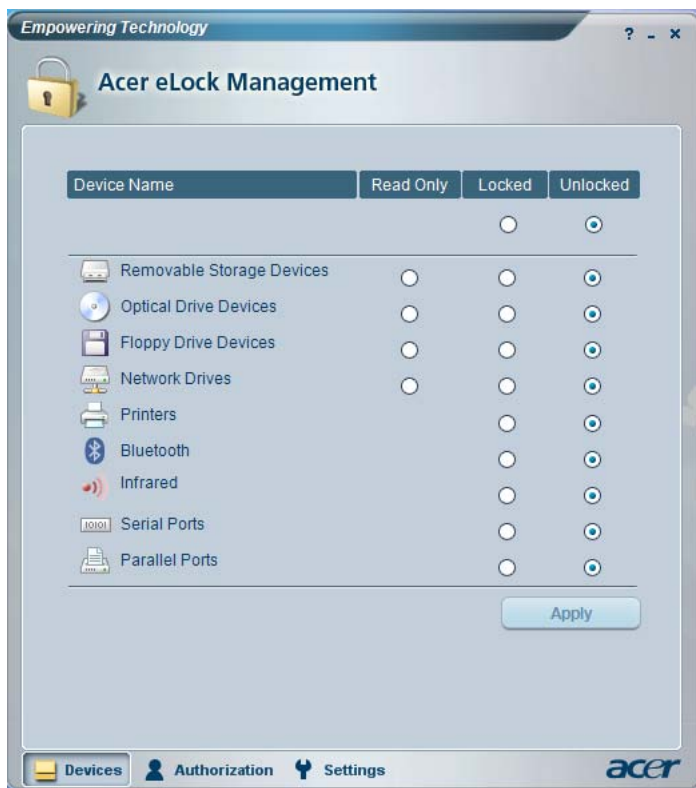 Empowering Technology
? - x
Acer eLock Management
Device Name Read Only Locked Unlocked
Removable Storage Devices
Optical Drive Devices
Floppy Drive Devices
Network Drives
Printers
Bluetooth
Infrared
10101 Serial Ports
Parallel Ports
Apply
Devices Authorization Settings acer